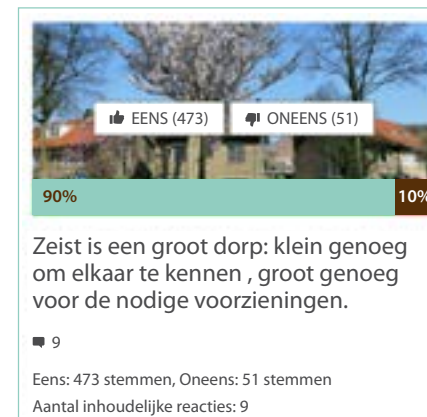 EENS (473) ONEENS (51)
90% 10%
Zeist is een groot dorp: klein genoeg
om elkaar te kennen , groot genoeg
voor de nodige voorzieningen.
9
Eens: 473 stemmen, Oneens: 51 stemmen
Aantal inhoudelijke reacties: 9